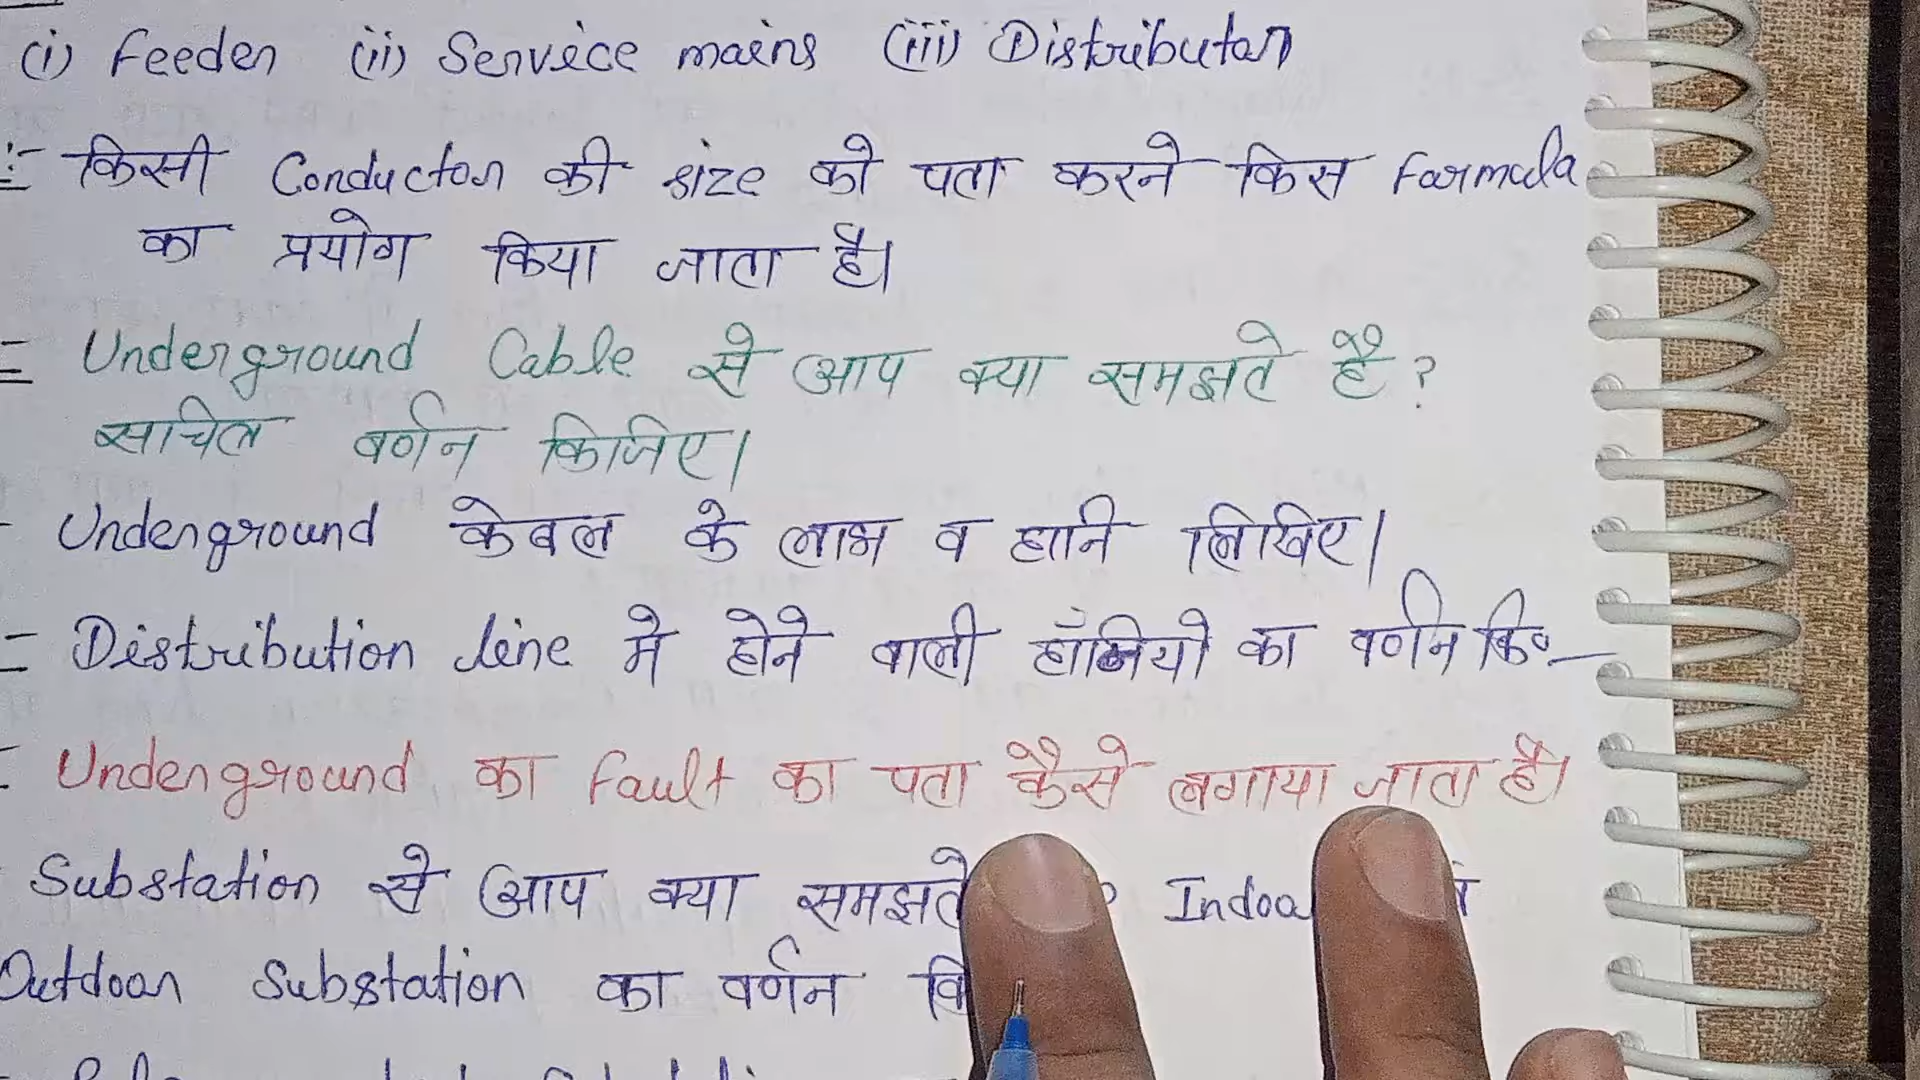 (i) Feeder (ii) Service mains (iii) Distributor
किसी Conductor की size को पता करने किस Formula
का प्रयोग किया जाता है।
Underground Cable से आप क्या समझते है ?
सचित्र वर्णन किजिए।
Underground केबल के लाभ व हानि लिखिए।
Distribution line मे होने वाली हॉनियो का वर्णन कि०
Underground का Fault का पता कैसे लगाया जाता है।
Substation से आप क्या समझते
Outdoor Substation का वर्णन